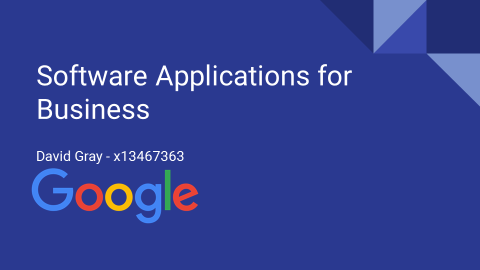 Software Applications for
Business
David Gray - x13467363
Google